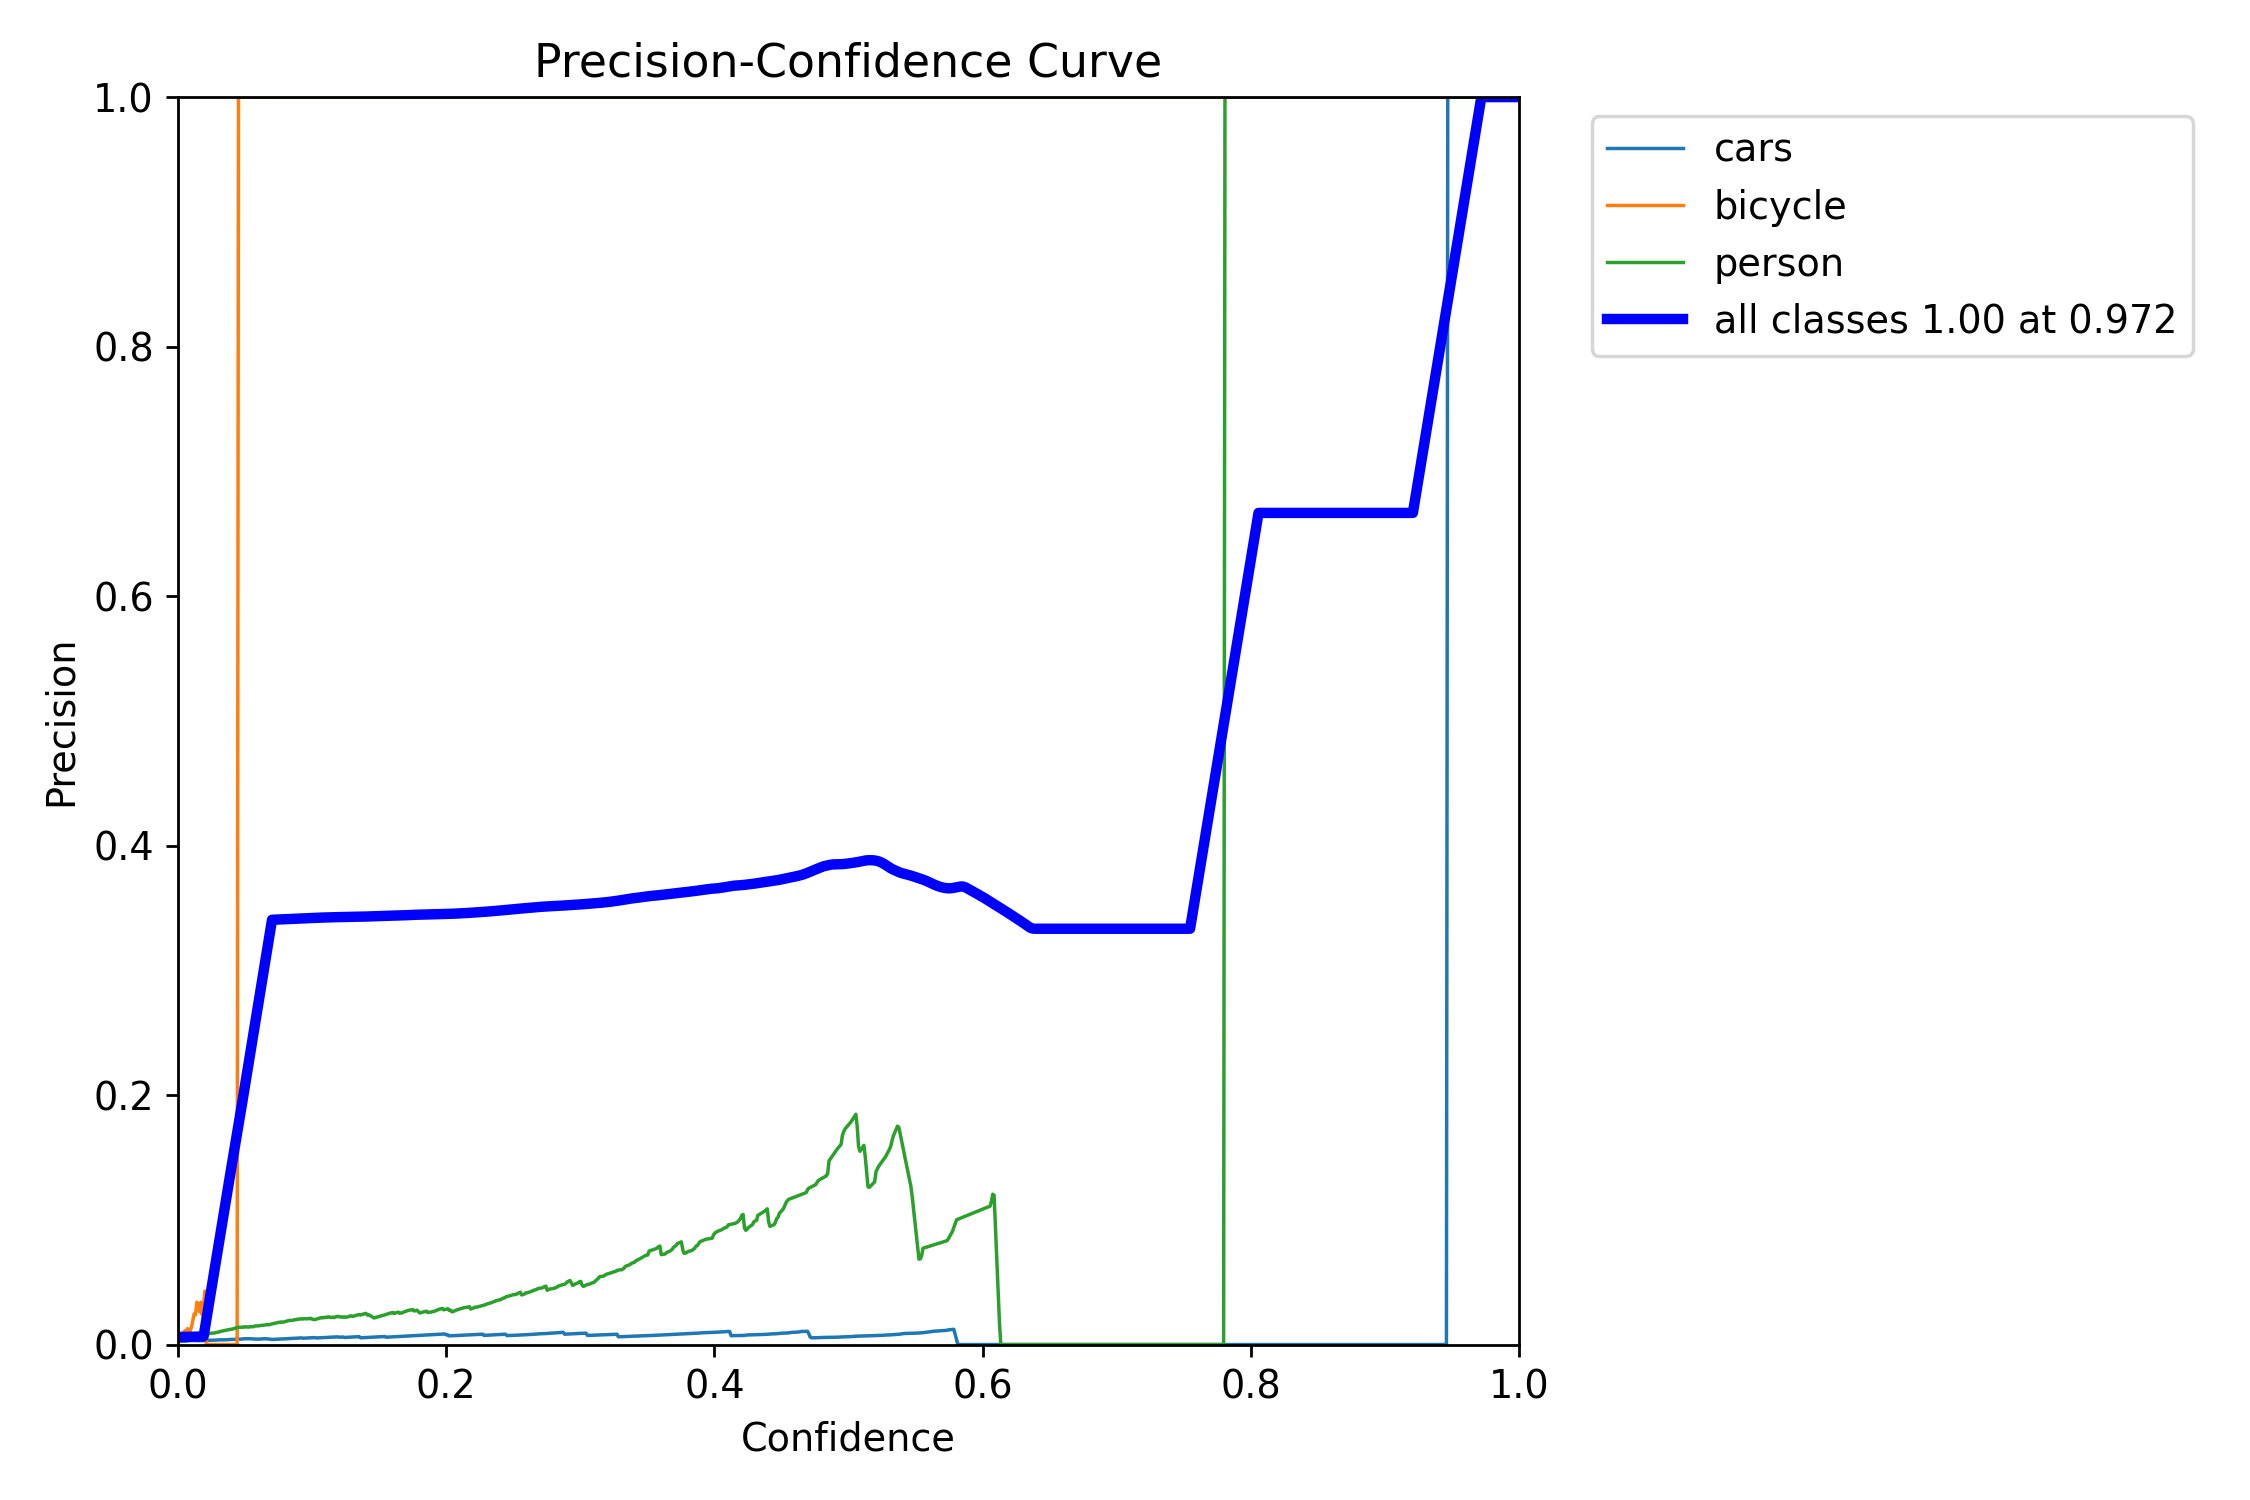 Precision-Confidence Curve
1.0
0.8
0.6
0.4
0.2
0.0
Precision
0.0 0.2 0.4 0.6 0.8 1.0
Confidence
cars
bicycle
person
all classes 1.00 at 0.972